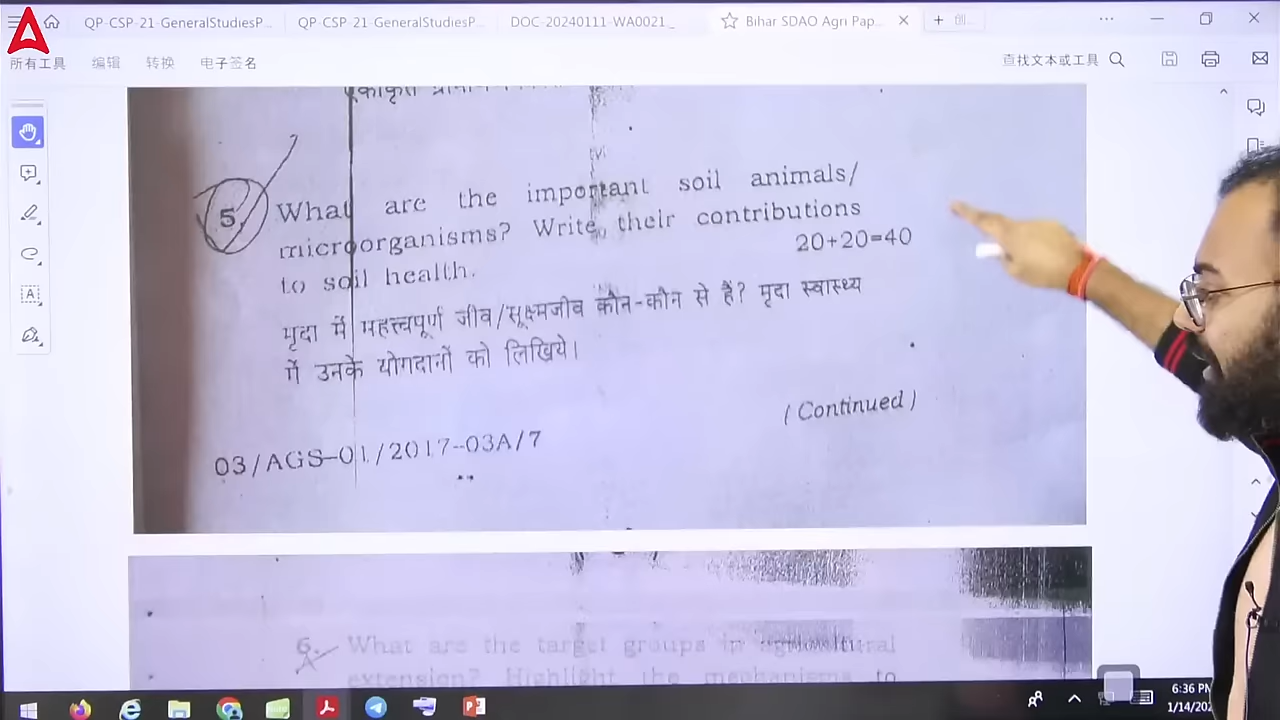 QP-CSP-21-GeneralStudiesP...
QP-CSP-21-GeneralStudiesP...
DOC-20240111-WA0021_
Bihar SDAO Agri Pap...
所有工具
编辑
转换
电子签名
查找文本或工具
5
What are the important soil animals/
microorganisms? Write their contributions
to soil health.
20+20=40
मृदा में महत्त्वपूर्ण जीव/सूक्ष्मजीव कौन-कौन से है? मृदा स्वास्थ्य
में उनके योगदानों को लिखिये।
(Continued)
03/AGS-01/2017-03A/7
6. What are the target groups in agricultural
extension? Highlight the mechanisms to
6:36 PM
1/14/20